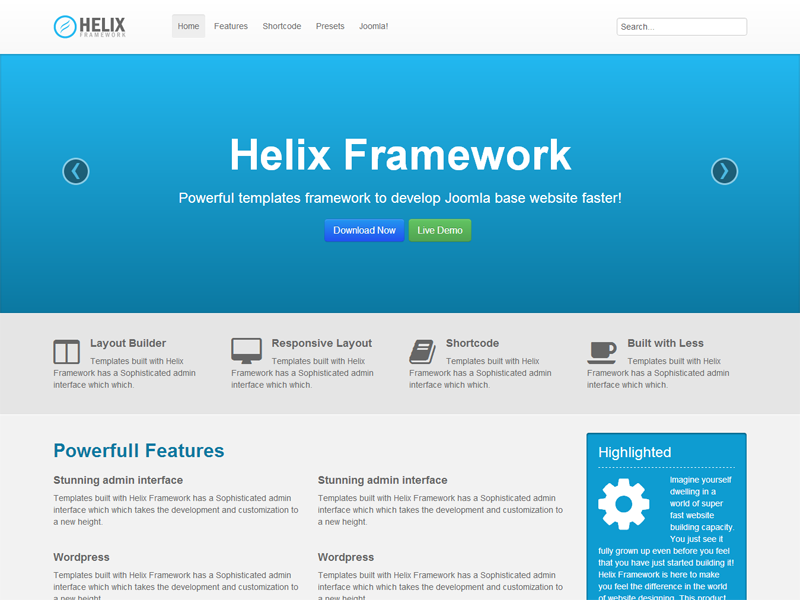 HELIX
FRAMEWORK
Home Features Shortcode Presets Joomla!
Search...
Helix Framework
Powerful templates framework to develop Joomla base website faster!
Download Now Live Demo
Layout Builder
Templates built with Helix
Framework has a Sophisticated admin
interface which which.
Responsive Layout
Templates built with Helix
Framework has a Sophisticated admin
interface which which.
Shortcode
Templates built with Helix
Framework has a Sophisticated admin
interface which which.
Built with Less
Templates built with Helix
Framework has a Sophisticated admin
interface which which.
Powerfull Features
Stunning admin interface
Templates built with Helix Framework has a Sophisticated admin
interface which which takes the development and customization to
a new height.
Stunning admin interface
Templates built with Helix Framework has a Sophisticated admin
interface which which takes the development and customization to
a new height.
Wordpress
Templates built with Helix Framework has a Sophisticated admin
interface which which takes the development and customization to
a new height.
Wordpress
Templates built with Helix Framework has a Sophisticated admin
interface which which takes the development and customization to
a new height.
Highlighted
Imagine yourself
dwelling in a
world of super
fast website
building capacity.
You just see it
fully grown up even before you feel
that you have just started building it!
Helix Framework is here to make
you feel the difference in the world
of website designing. This product